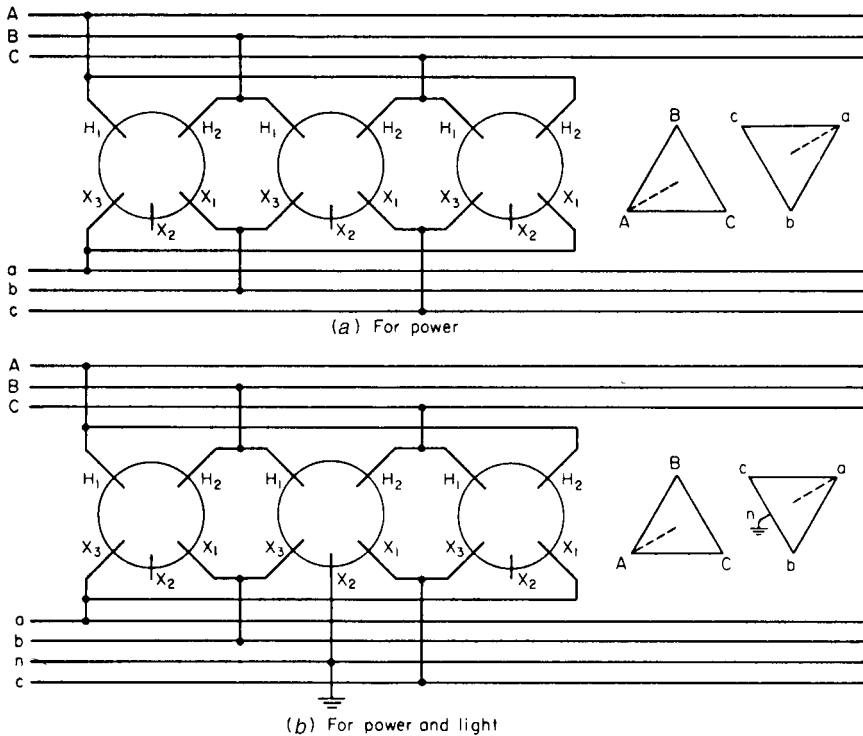 A
B
C
H1 H2 H1 H2 H1 H2
X3 X2 X1 X3 X2 X1 X3 X2 X1
B
A C
c a
b
a
b
c
(a) For power
A
B
C
H1 H2 H1 H2 H1 H2
X3 X2 X1 X3 X2 X1 X3 X2 X1
B
A C
c a
n
b
a
b
n
c
(b) For power and light